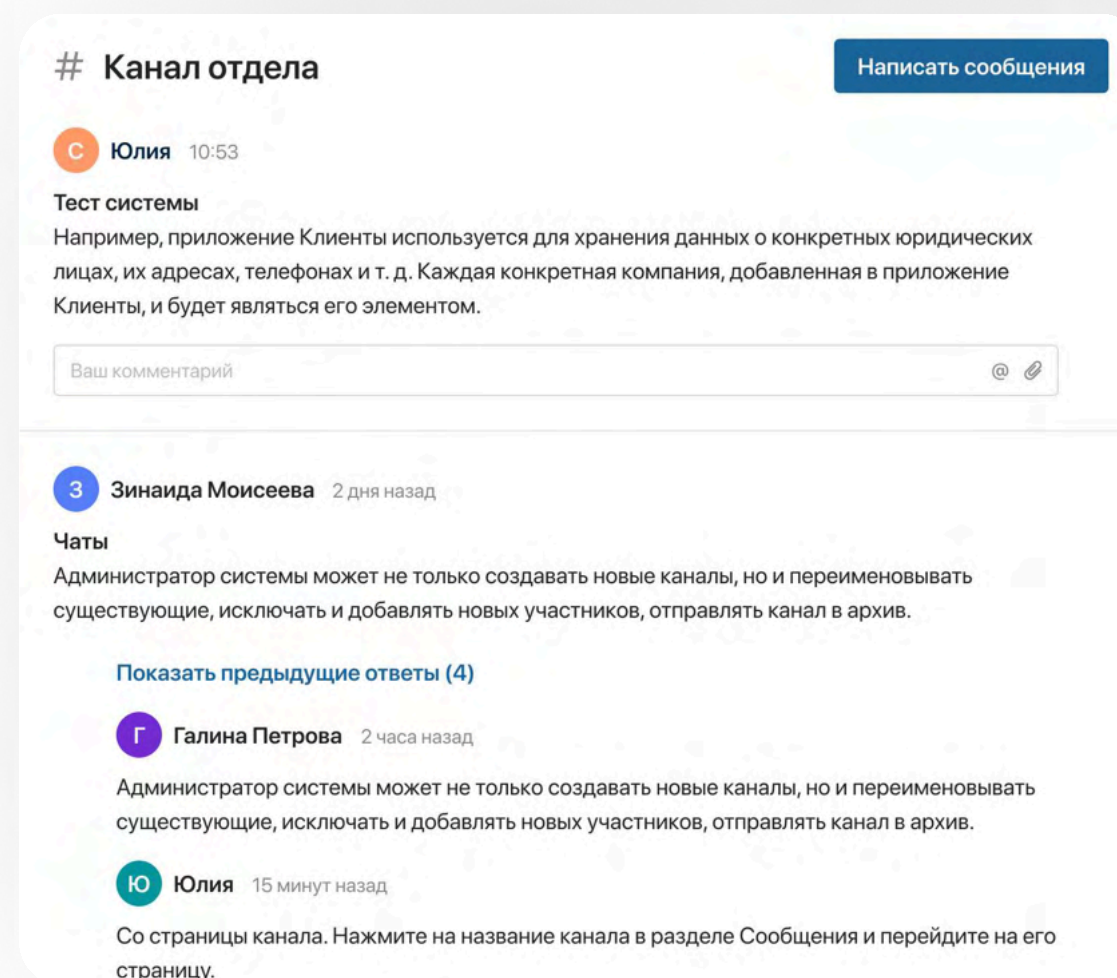 # Канал отдела
Написать сообщения
С Юлия 10:53
Тест системы
Например, приложение Клиенты используется для хранения данных о конкретных юридических
лицах, их адресах, телефонах и т. д. Каждая конкретная компания, добавленная в приложение
Клиенты, и будет являться его элементом.
Ваш комментарий @
З Зинаида Моисеева 2 дня назад
Чаты
Администратор системы может не только создавать новые каналы, но и переименовывать
существующие, исключать и добавлять новых участников, отправлять канал в архив.
Показать предыдущие ответы (4)
Г Галина Петрова 2 часа назад
Администратор системы может не только создавать новые каналы, но и переименовывать
существующие, исключать и добавлять новых участников, отправлять канал в архив.
Ю Юлия 15 минут назад
Со страницы канала. Нажмите на название канала в разделе Сообщения и перейдите на его
страницу.